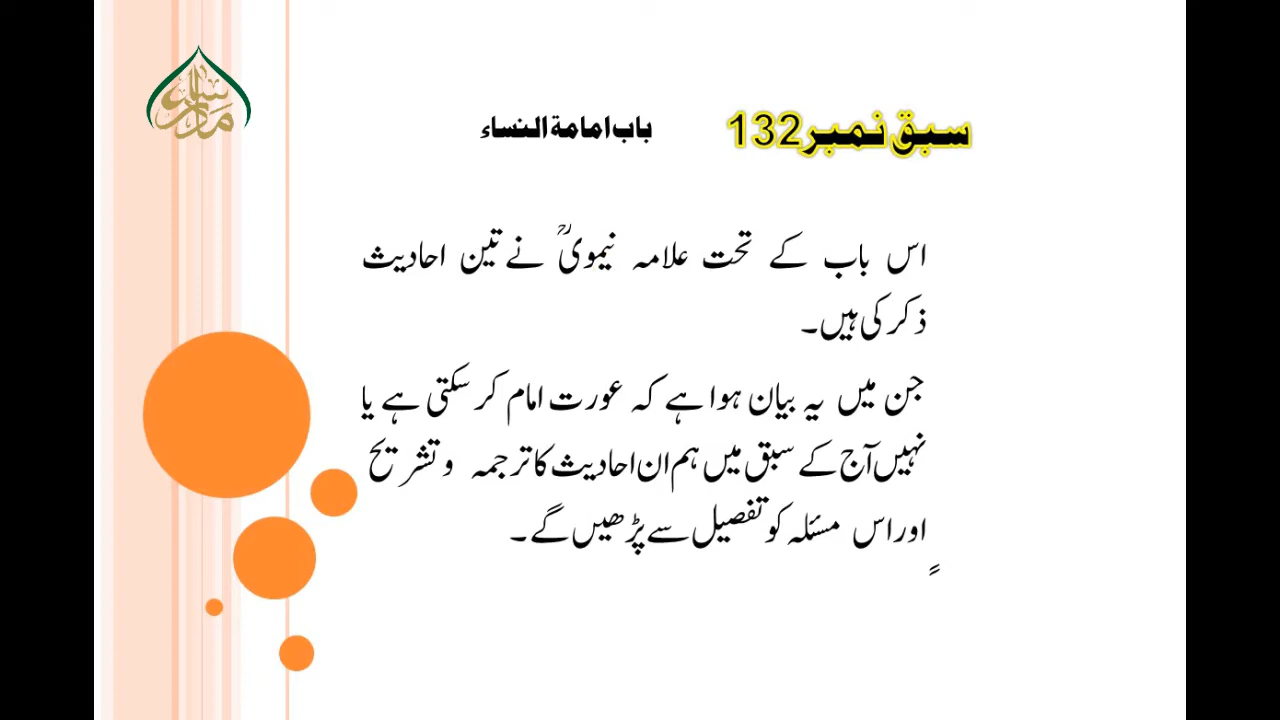 سبق نمبر132 باب امامة النساء
اس باب کے تحت علامہ نیمویؒ نے تین احادیث
ذکر کی ہیں۔
جن میں یہ بیان ہوا ہے کہ عورت امام کر سکتی ہے یا
نہیں آج کے سبق میں ہم ان احادیث کا ترجمہ و تشریح
اور اس مسئلہ کو تفصیل سے پڑھیں گے۔